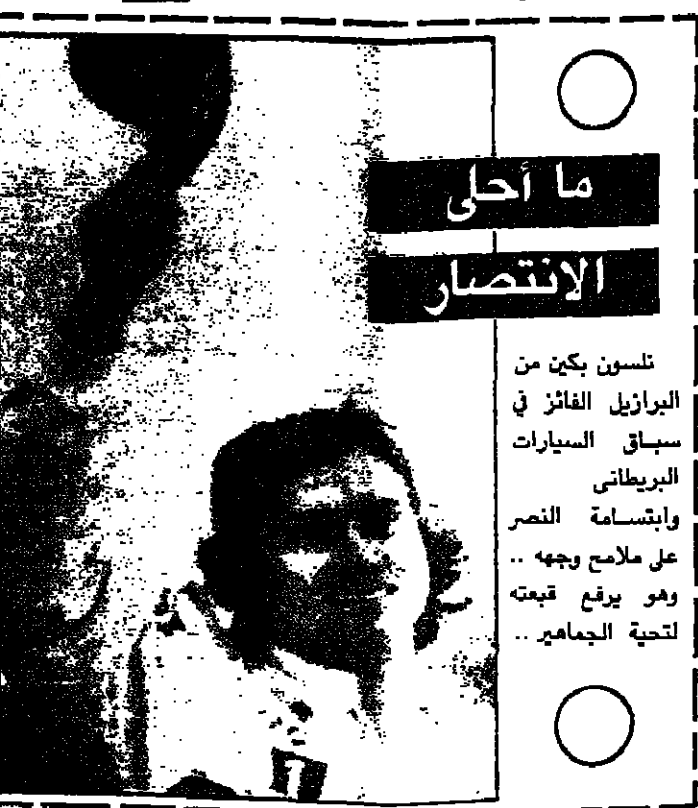 ما أحلى
الانتصار
نلسون بكين من
البرازيل الفائز في
سباق السيارات
البريطانى
وابتسامة النصر
على ملامح وجهه ..
وهو يرفع قبعته
لتحية الجماهير ..